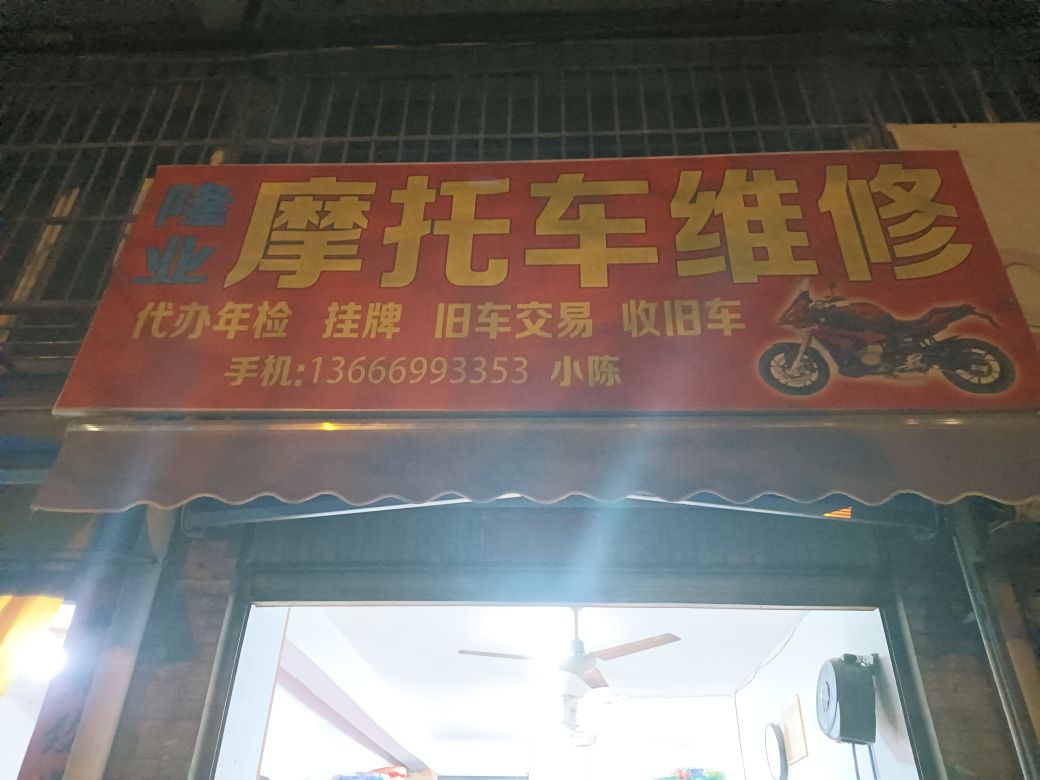 隆业
摩托车维修
代办年检 挂牌 旧车交易 收旧车
手机:13666993353 小陈